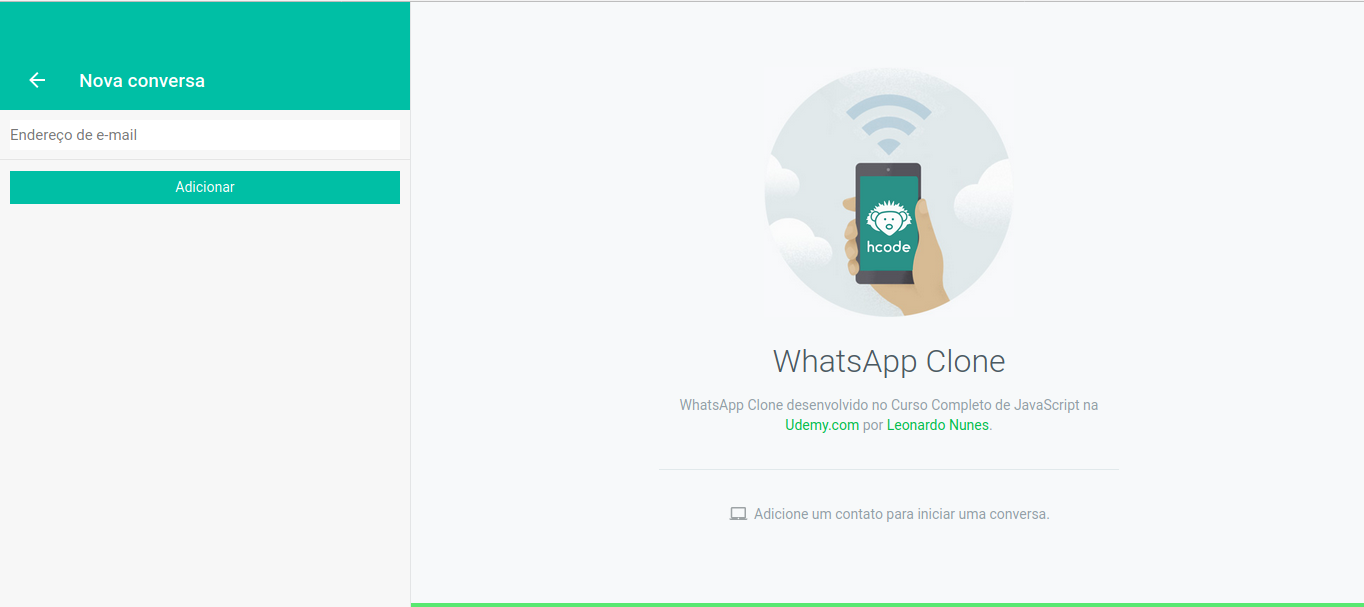 Nova conversa
Endereço de e-mail
Adicionar
hcode
WhatsApp Clone
WhatsApp Clone desenvolvido no Curso Completo de JavaScript na
Udemy.com por Leonardo Nunes.
Adicione um contato para iniciar uma conversa.